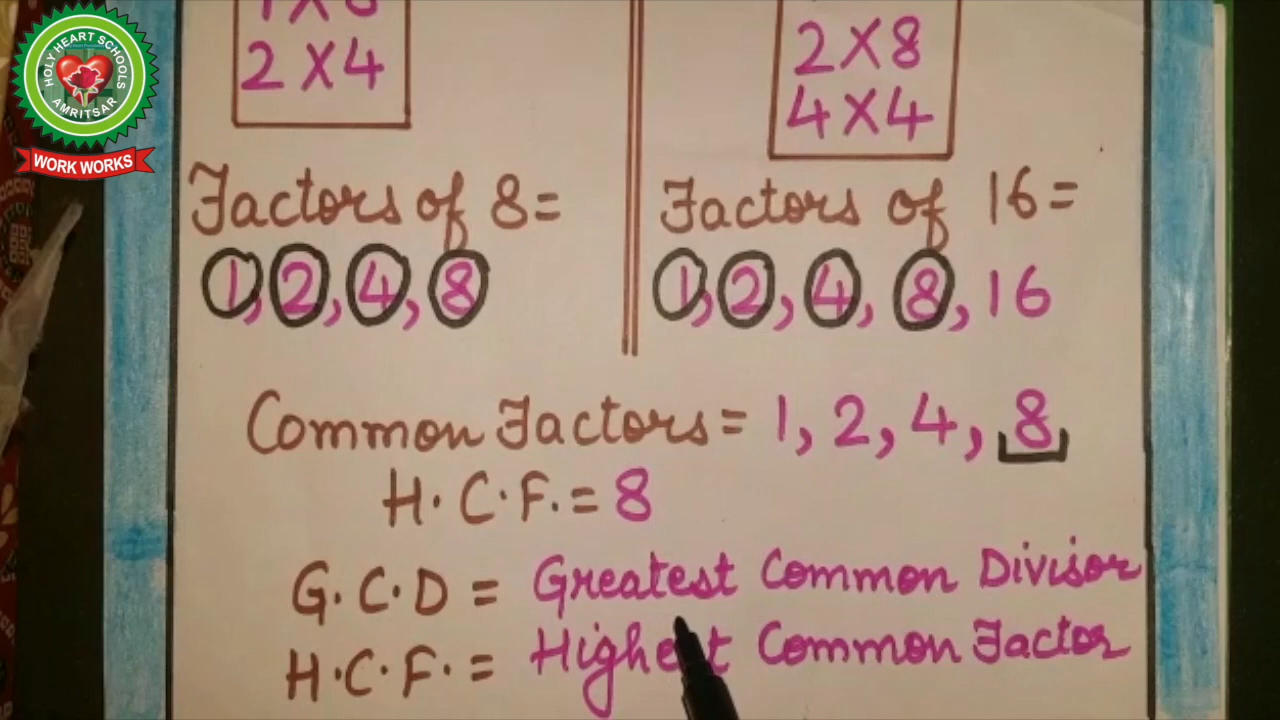 HOLY HEART SCHOOLS
AMRITSAR
WORK WORKS
2 X 4
2 X 8
4 X 4
Factors of 8 =
1, 2, 4, 8
Factors of 16 =
1, 2, 4, 8, 16
Common Factors = 1, 2, 4, 8
H.C.F. = 8
G.C.D = Greatest Common Divisor
H.C.F. = Highest Common Factor